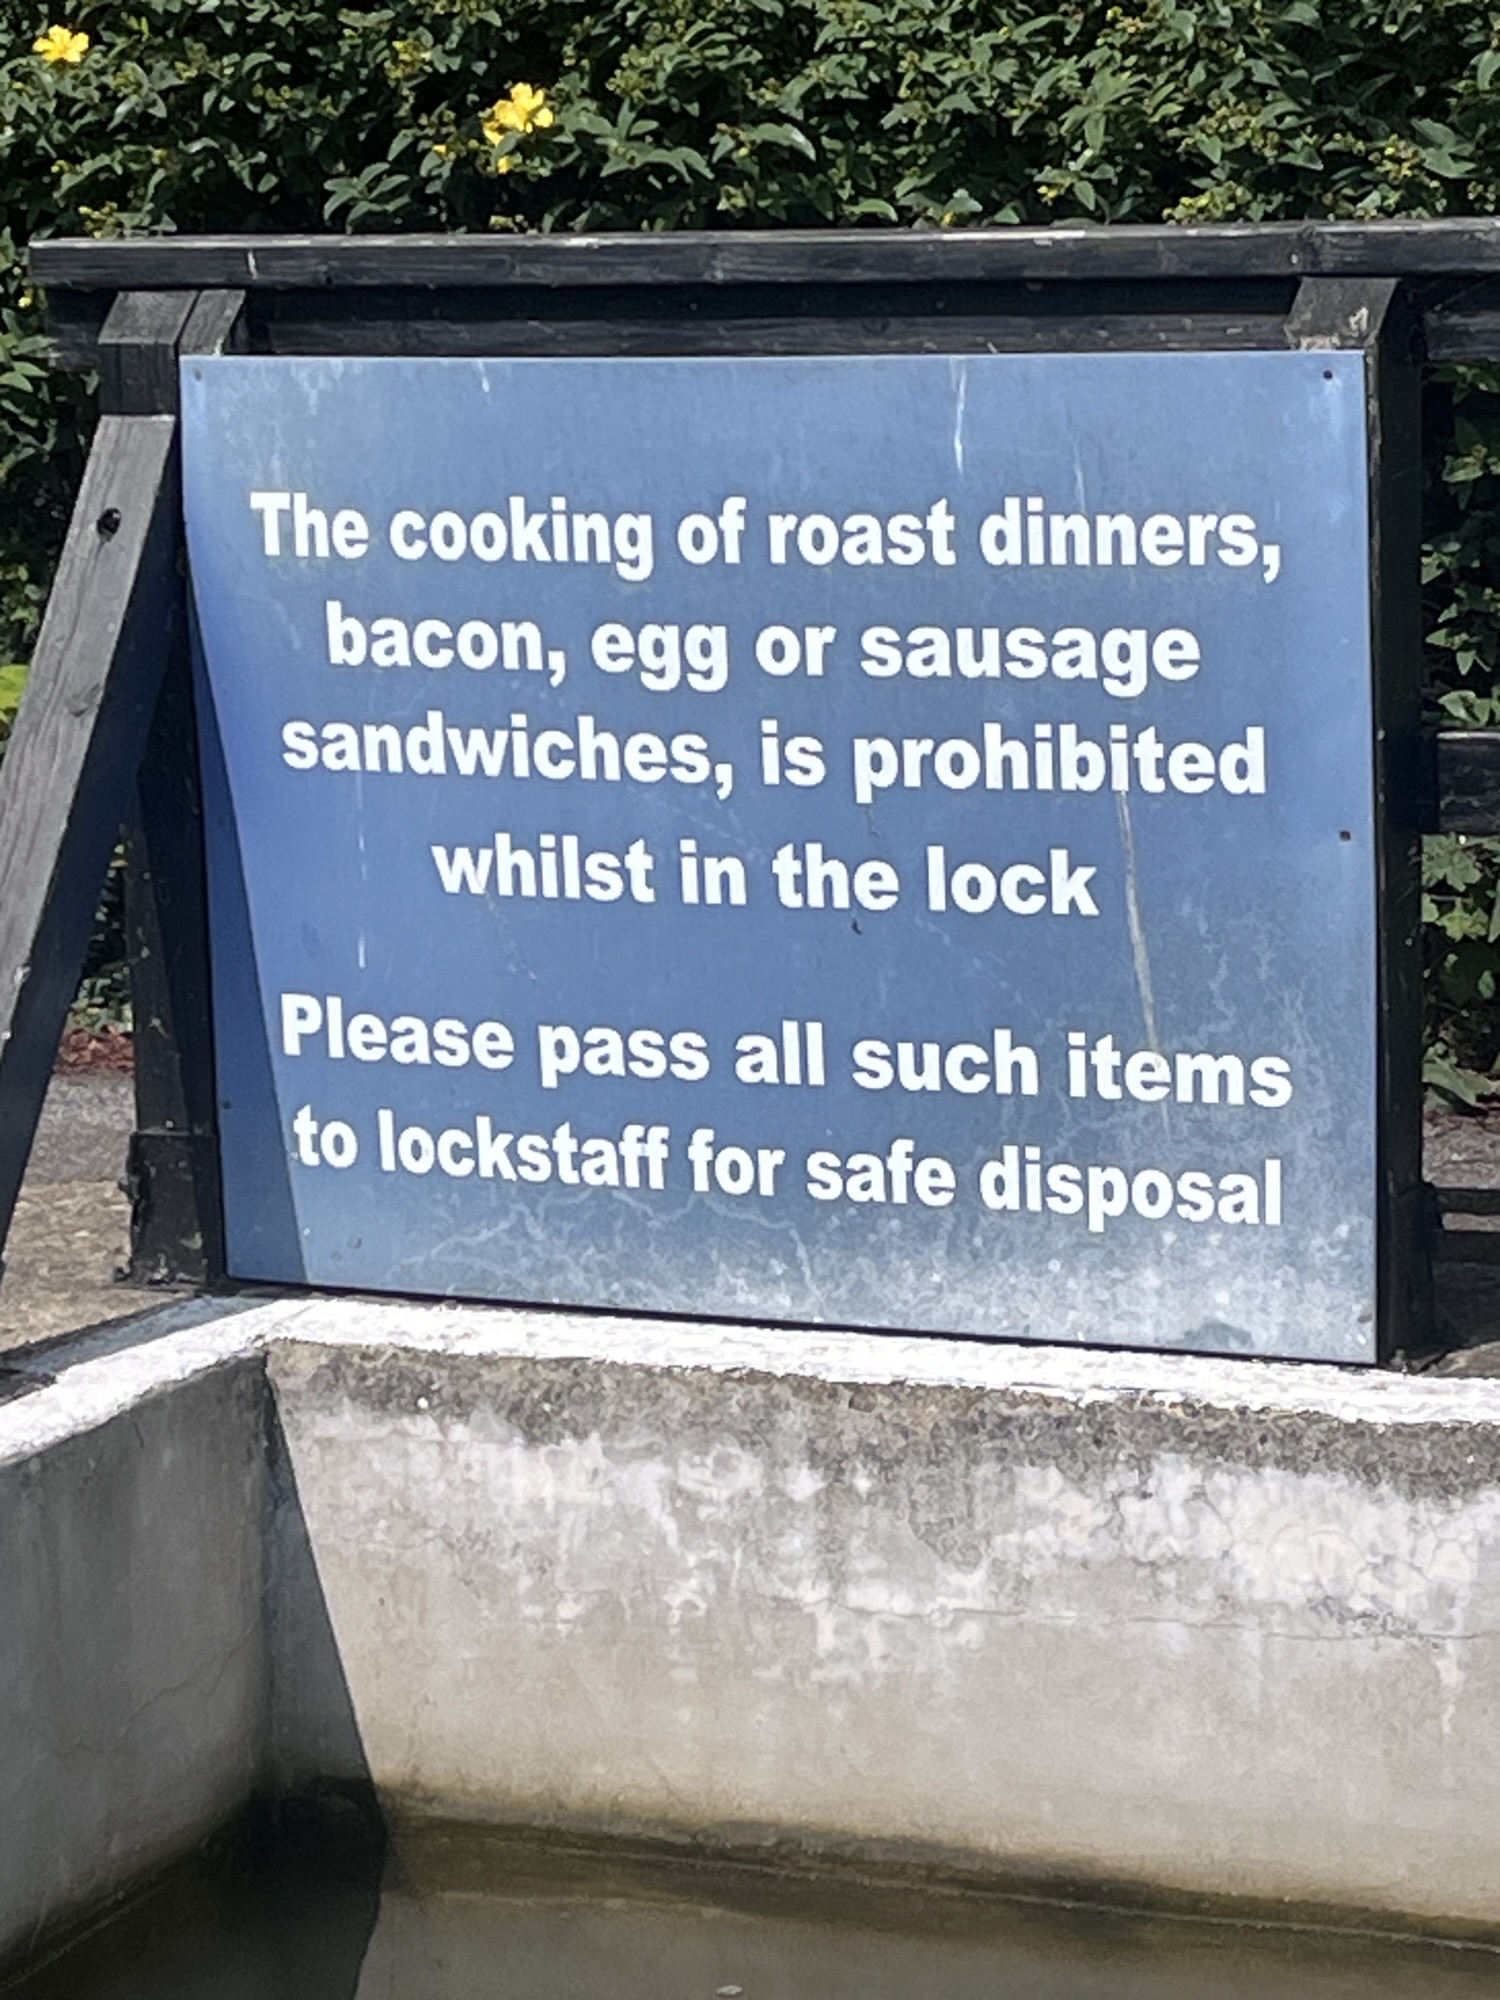 The cooking of roast dinners,
bacon, egg or sausage
sandwiches, is prohibited
whilst in the lock
Please pass all such items
to lockstaff for safe disposal